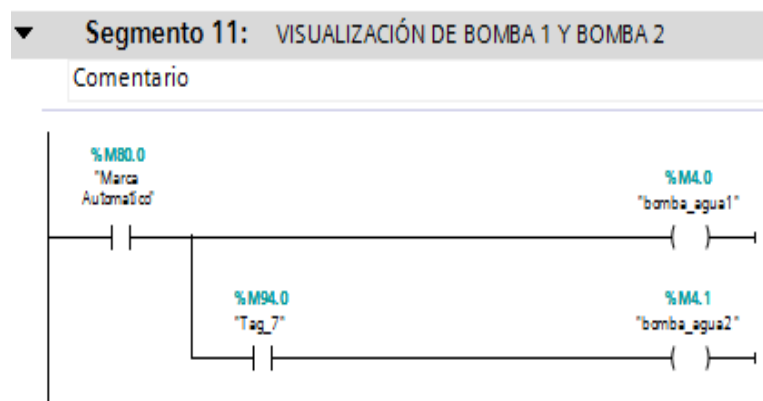 Segmento 11: VISUALIZACIÓN DE BOMBA 1 Y BOMBA 2
Comentario
%M80.0
"Marca
Automatico"
%M4.0
"bomba_agua1"
%M94.0
"Tag_7"
%M4.1
"bomba_agua2"